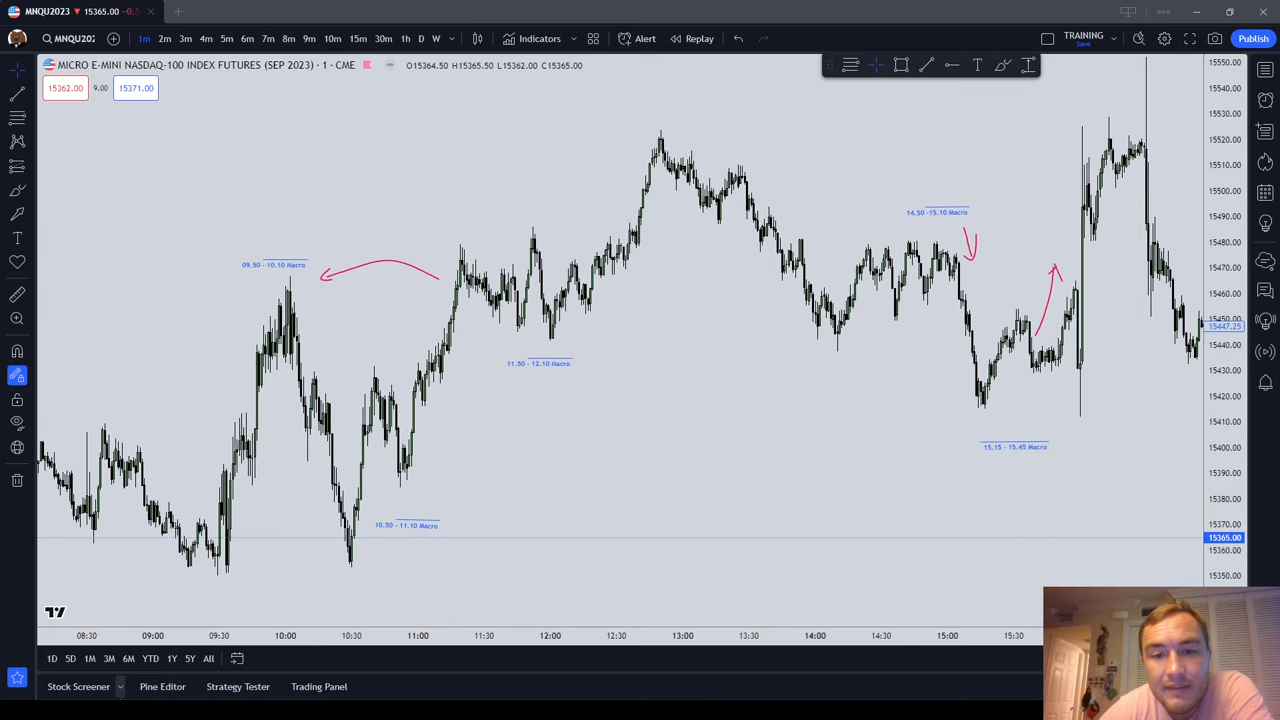 MNQU2023 15365.00 -0.5
MNQU202 1m 2m 3m 4m 5m 6m 7m 8m 9m 10m 15m 30m 1h D W Indicators Alert Replay TRAINING Save Publish
MICRO E-MINI NASDAQ-100 INDEX FUTURES (SEP 2023) · 1 · CME O15364.50 H15365.50 L15362.00 C15365.00
15362.00 9.00 15371.00
15550.00
15540.00
15530.00
15520.00
15510.00
15500.00
15490.00
15480.00
15470.00
15460.00
15450.00
15447.25
15440.00
15430.00
15420.00
15410.00
15400.00
15390.00
15380.00
15370.00
15365.00
15360.00
15350.00
14.50 -15.10 Macro
09.50 - 10.10 Macro
11.50 - 12.10 Macro
15.15 - 15.45 Macro
10.50 - 11.10 Macro
08:30 09:00 09:30 10:00 10:30 11:00 11:30 12:00 12:30 13:00 13:30 14:00 14:30 15:00 15:30
1D 5D 1M 3M 6M YTD 1Y 5Y All
Stock Screener Pine Editor Strategy Tester Trading Panel